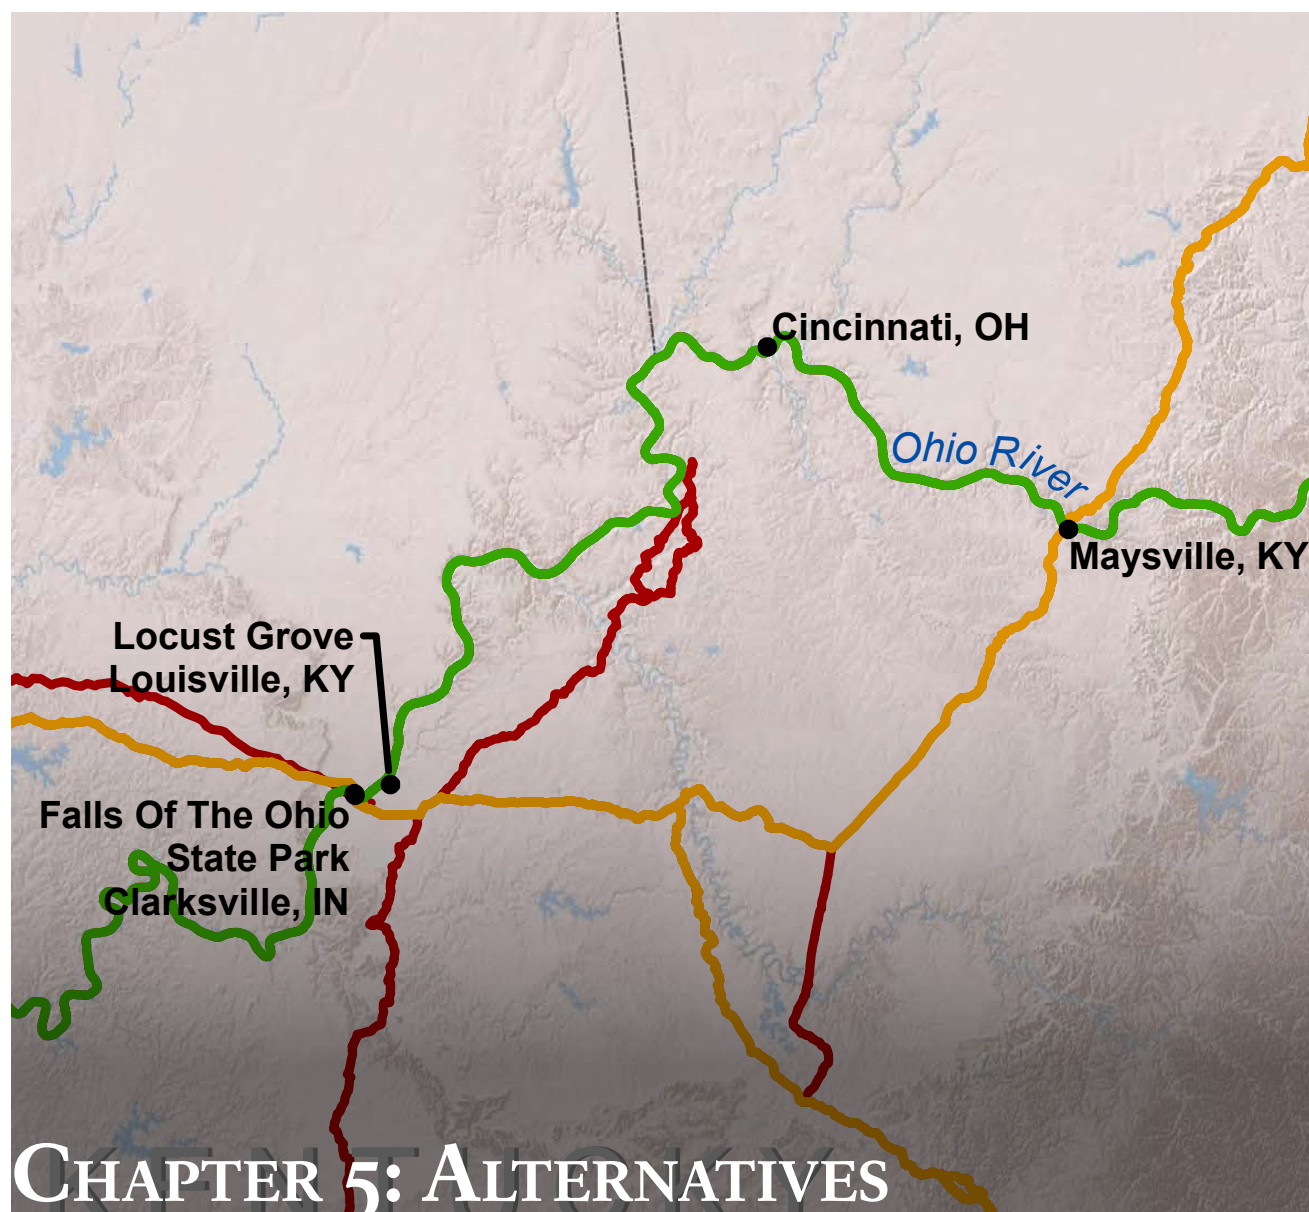 Cincinnati, OH
Ohio River
Maysville, KY
Locust Grove
Louisville, KY
Falls Of The Ohio
State Park
Clarksville, IN
KENTUCKY
Chapter 5: Alternatives